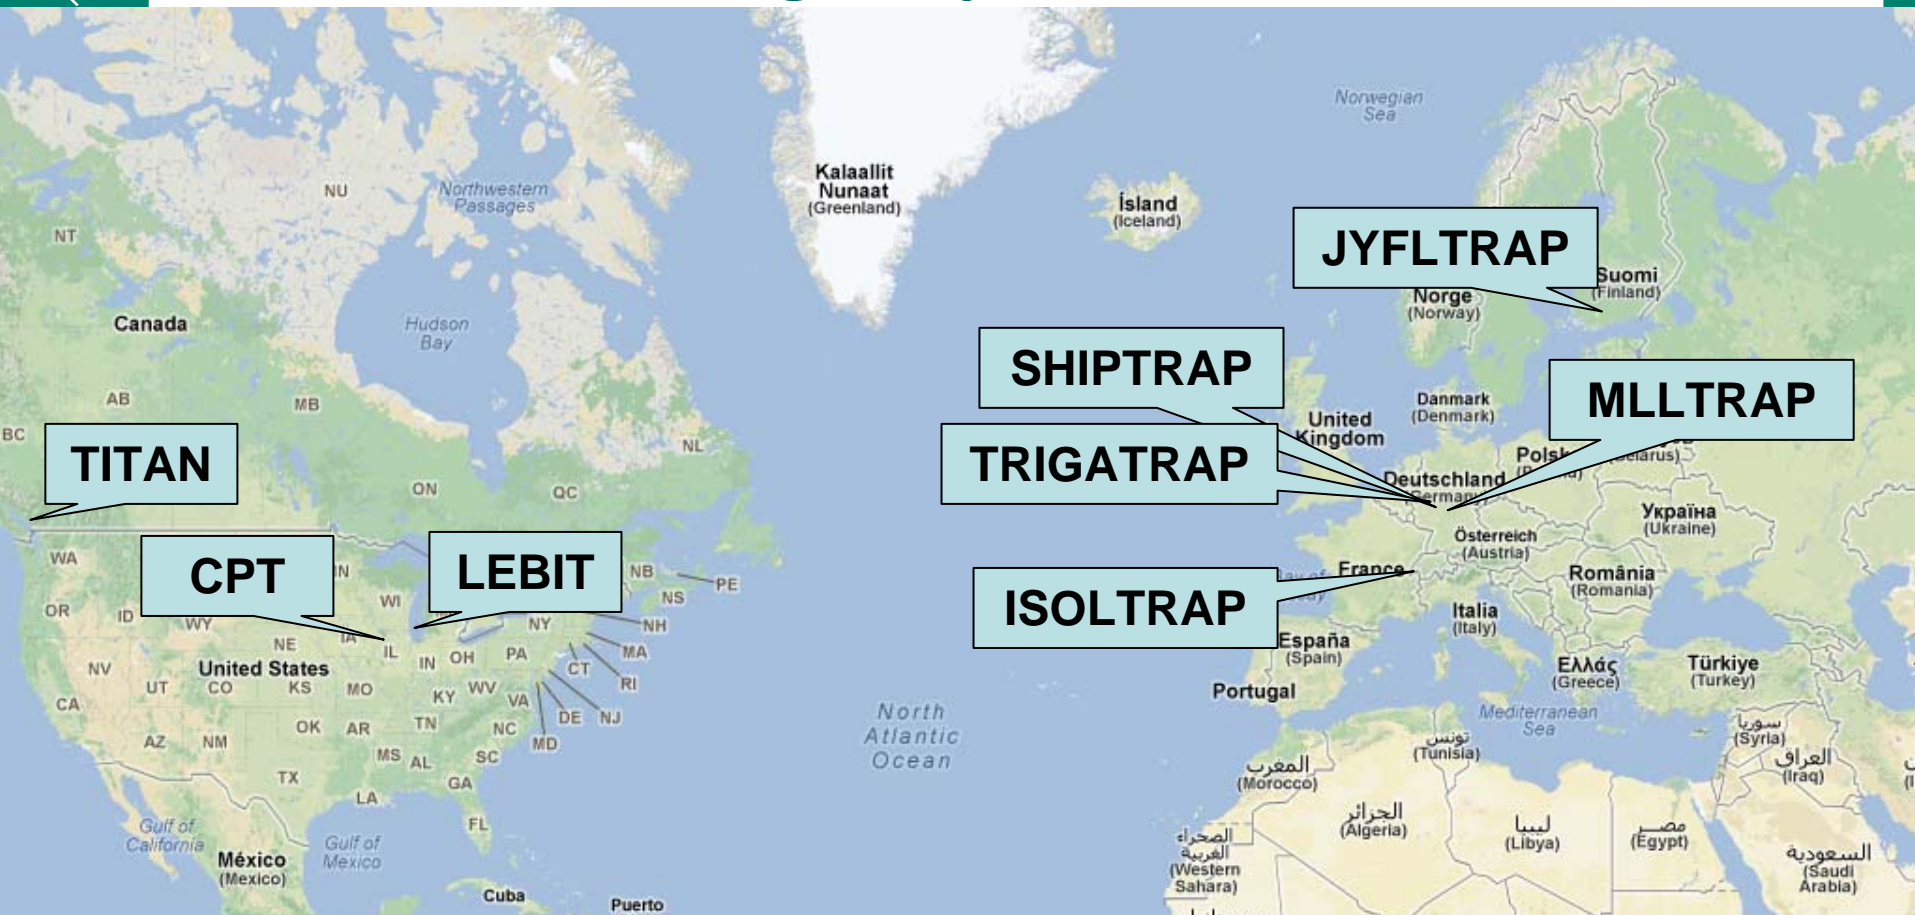 Norwegian
Sea
Kalaallit
Nunaat
(Greenland)
NU
Northwestern
Passages
Ísland
(Iceland)
NT
JYFLTRAP
Suomi
(Finland)
Norge
(Norway)
Canada
Hudson
Bay
SHIPTRAP
MLLTRAP
AB
MB
Danmark
(Denmark)
United
Kingdom
BC
NL
TITAN
TRIGATRAP
Deutschland
ON
QC
Україна
(Ukraine)
Österreich
(Austria)
WA
CPT
LEBIT
NB
PE
France
România
(Romania)
NS
OR
ID
WY
WI
ISOLTRAP
Italia
(Italy)
NY
NH
NE
IA
IL
IN
OH
PA
MA
España
(Spain)
NV
United States
CT
Ελλάς
(Greece)
Türkiye
(Turkey)
UT
CO
KS
MO
KY
WV
VA
RI
Portugal
CA
DE
NJ
North
Atlantic
Ocean
Mediterranean
Sea
OK
AR
TN
NC
AZ
NM
MD
سوريا
(Syria)
تونس
(Tunisia)
MS
AL
SC
المغرب
(Morocco)
العراق
(Iraq)
TX
GA
LA
الجزائر
(Algeria)
ليبيا
(Libya)
مصر
(Egypt)
Gulf of
California
Gulf of
Mexico
FL
الصحراء
الغربية
(Western
Sahara)
México
(Mexico)
السعودية
(Saudi
Arabia)
Cuba
Puerto